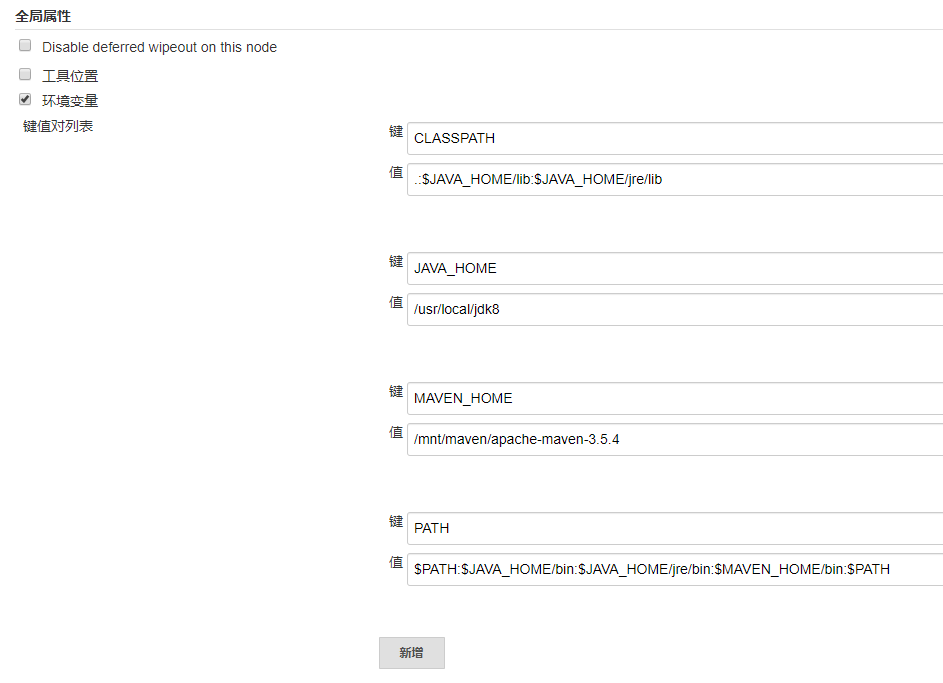 全局属性
Disable deferred wipeout on this node
工具位置
环境变量
键值对列表
键 CLASSPATH
值 .:$JAVA_HOME/lib:$JAVA_HOME/jre/lib
键 JAVA_HOME
值 /usr/local/jdk8
键 MAVEN_HOME
值 /mnt/maven/apache-maven-3.5.4
键 PATH
值 $PATH:$JAVA_HOME/bin:$JAVA_HOME/jre/bin:$MAVEN_HOME/bin:$PATH
新增